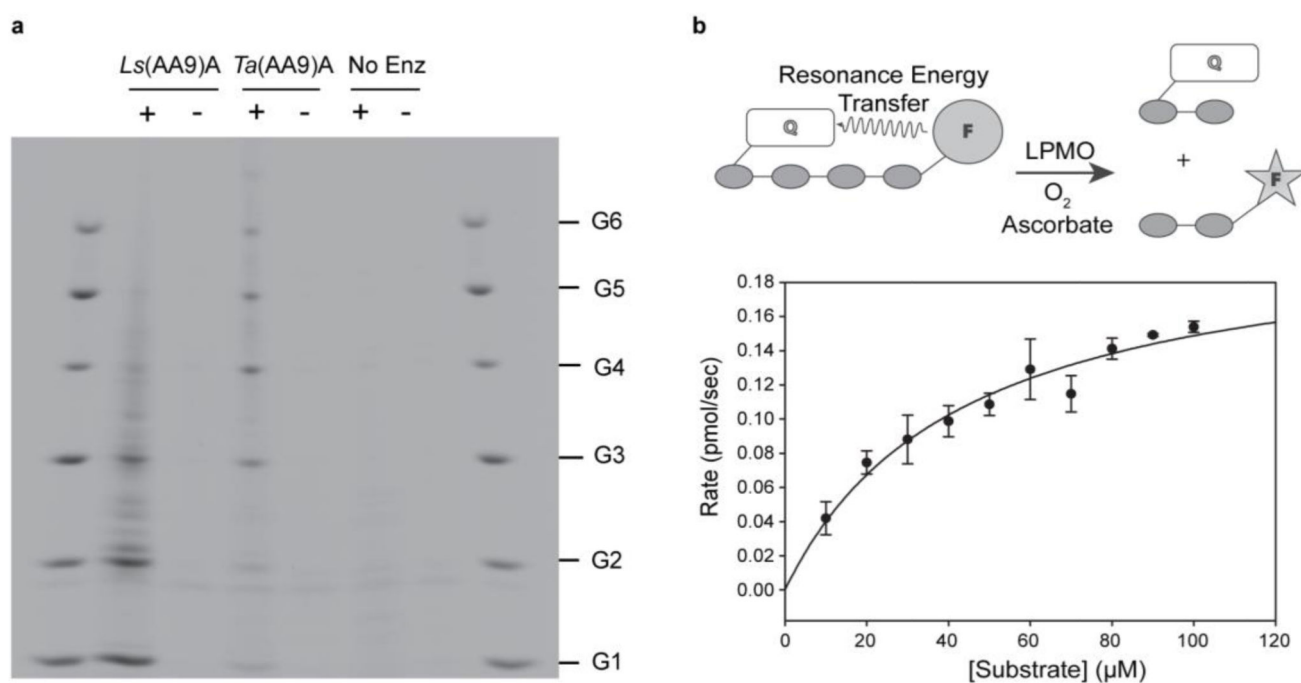 a
Ls(AA9)A Ta(AA9)A No Enz
+ - + - + -
G6
G5
G4
G3
G2
G1
b
Resonance Energy
Transfer
Q
F
LPMO
O2
Ascorbate
Q
+
F
0.18
0.16
0.14
0.12
0.10
0.08
0.06
0.04
0.02
0.00
Rate (pmol/sec)
0 20 40 60 80 100 120
[Substrate] (µM)